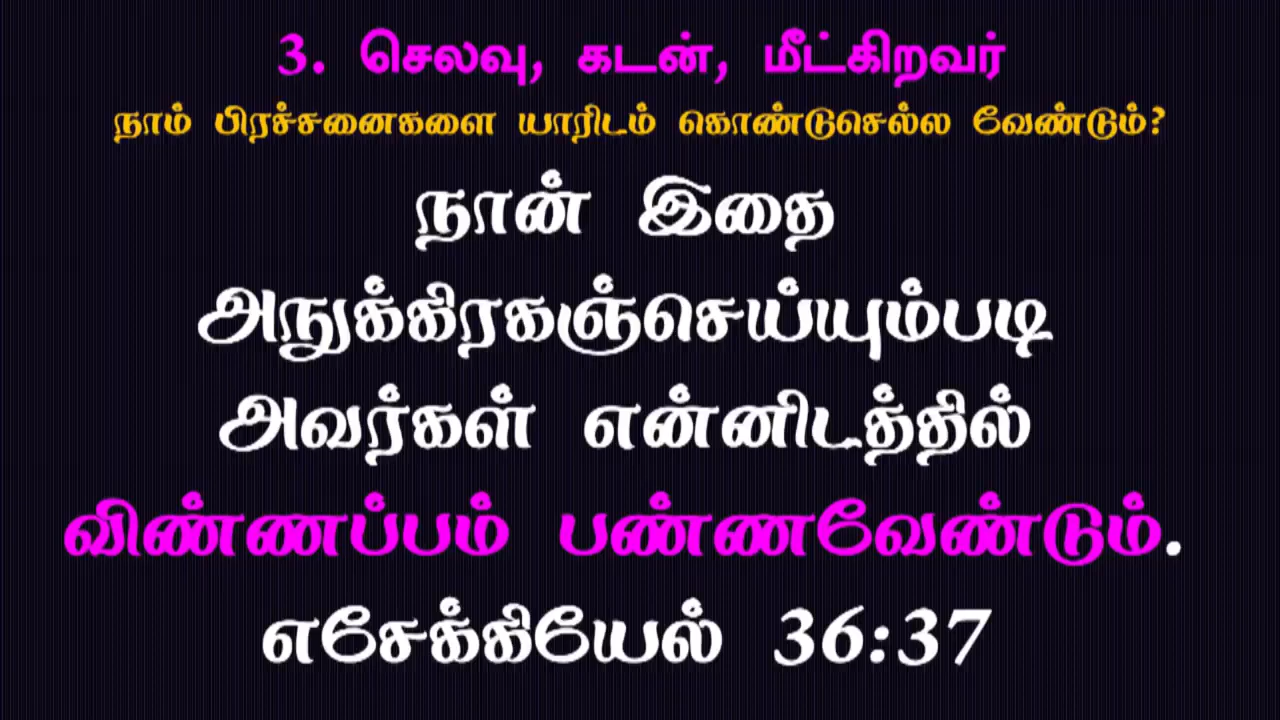 3. செலவு, கடன், மீட்கிறவர்
நாம் பிரச்சனைகளை யாரிடம் கொண்டுசெல்ல வேண்டும்?
நான் இதை
அநுக்கிரகஞ்செய்யும்படி
அவர்கள் என்னிடத்தில்
விண்ணப்பம் பண்ணவேண்டும்.
எசேக்கியேல் 36:37